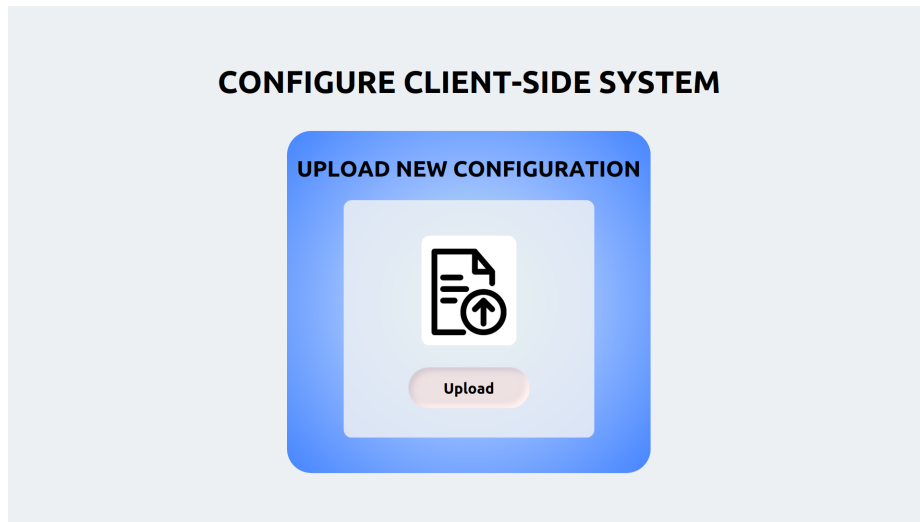 CONFIGURE CLIENT-SIDE SYSTEM
UPLOAD NEW CONFIGURATION
Upload